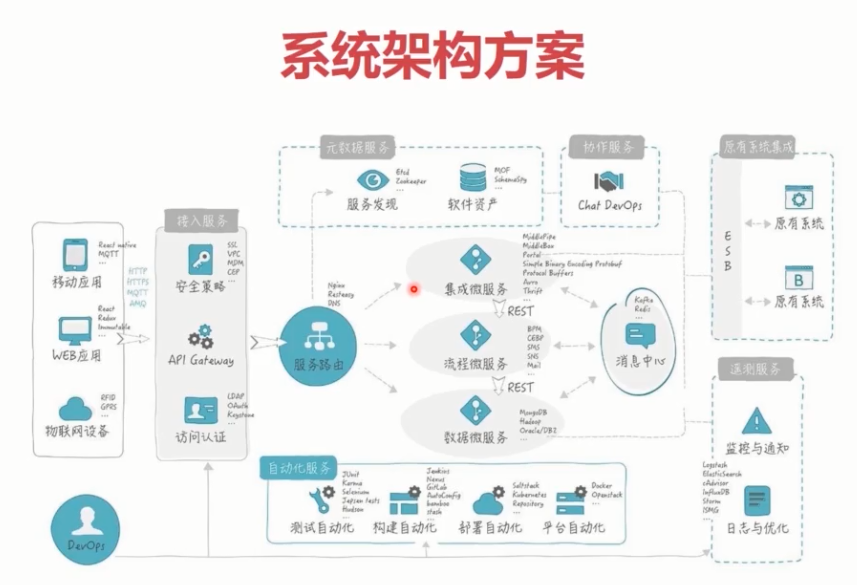 系统架构方案
元数据服务
协作服务
原有系统集成
Etcd
Zookeeper
...
服务发现
MOF
SchemaSpy
...
软件资产
Chat DevOps
ESB
原有系统
原有系统
接入服务
React native
MQTT
...
移动应用
HTTP
HTTPS
MQTT
AMQ
React
Redux
Immutable
...
WEB应用
RFID
GPRS
...
物联网设备
SSL
VPC
MDM
CEP
...
安全策略
API Gateway
LDAP
OAuth
Keystone
...
访问认证
Nginx
Resteasy
DNS
服务路由
MiddlePipe
MiddleBox
Portal
Simple Binary Encoding Protobuf
Protocol Buffers
Avro
Thrift
...
集成微服务
REST
BPM
CEBP
SMS
SNS
Mail
...
流程微服务
REST
MongoDB
Hadoop
Oracle/DB2
...
数据微服务
Kafka
Redis
...
消息中心
遥测服务
监控与通知
Logstash
ElasticSearch
cAdvisor
InfluxDB
Storm
ISMG
...
日志与优化
自动化服务
JUnit
Karma
Selenium
Jepsen tests
Hudson
...
测试自动化
Jenkins
Nexus
GitLab
AutoConfig
bamboo
stash
...
构建自动化
Saltstack
Kubernetes
Repository
...
部署自动化
Docker
Openstack
...
平台自动化
DevOps